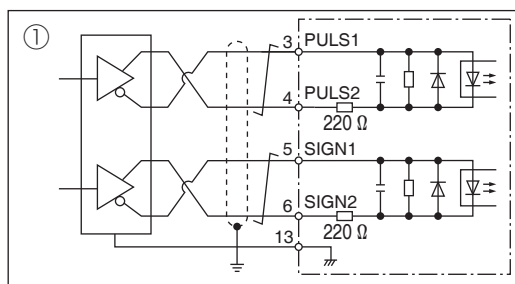 ①
3 PULS1
4 PULS2
220 Ω
5 SIGN1
6 SIGN2
220 Ω
13